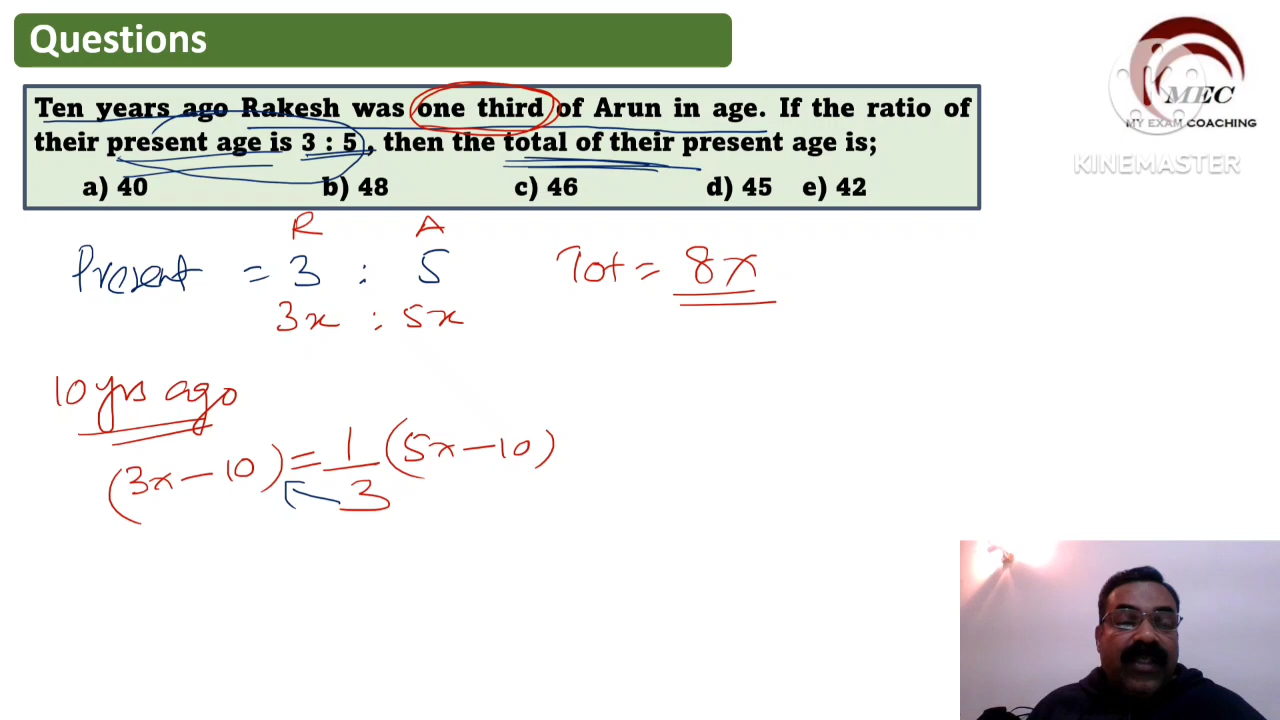 Questions
Ten years ago Rakesh was one third of Arun in age. If the ratio of
their present age is 3 : 5, then the total of their present age is;
a) 40 b) 48 c) 46 d) 45 e) 42
MEC
MY EXAM COACHING
KINEMASTER
R A
Present = 3 : 5 Tot = 8x
3x : 5x
10 yrs ago
(3x - 10) = 1/3 (5x - 10)